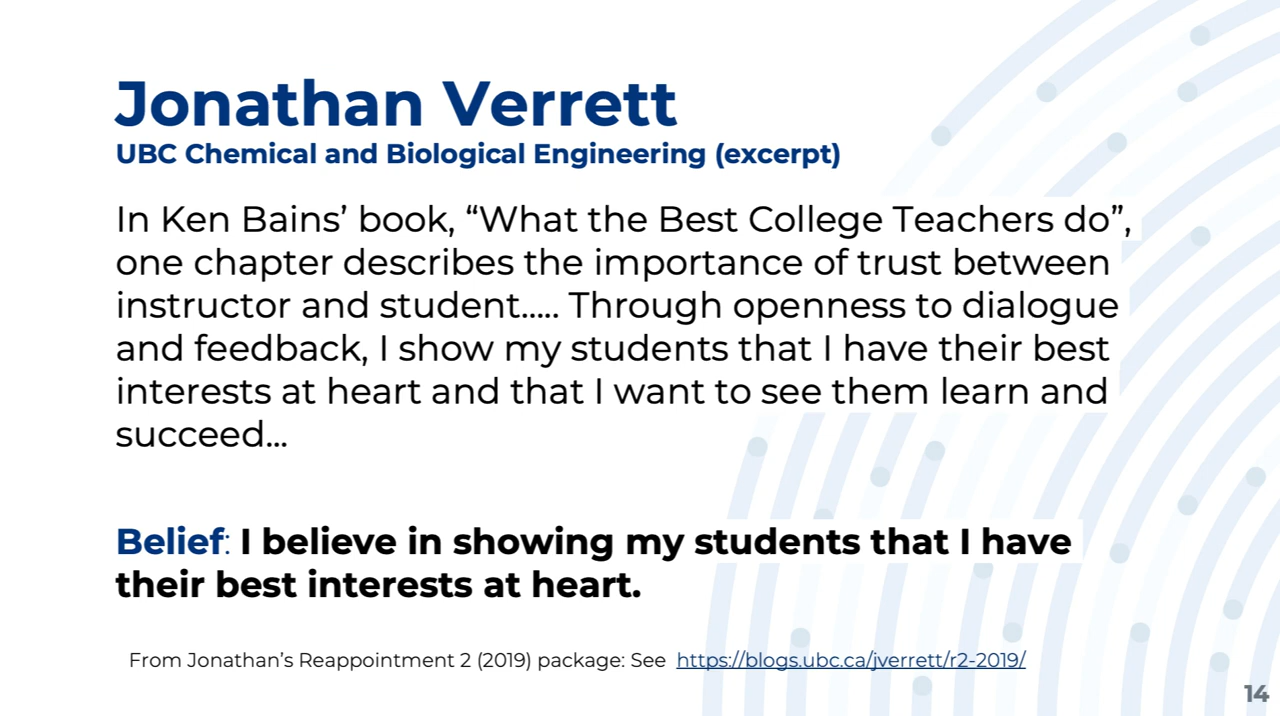 Jonathan Verrett
UBC Chemical and Biological Engineering (excerpt)
In Ken Bains’ book, “What the Best College Teachers do”,
one chapter describes the importance of trust between
instructor and student..... Through openness to dialogue
and feedback, I show my students that I have their best
interests at heart and that I want to see them learn and
succeed...
Belief: I believe in showing my students that I have
their best interests at heart.
From Jonathan’s Reappointment 2 (2019) package: See https://blogs.ubc.ca/jverrett/r2-2019/
14